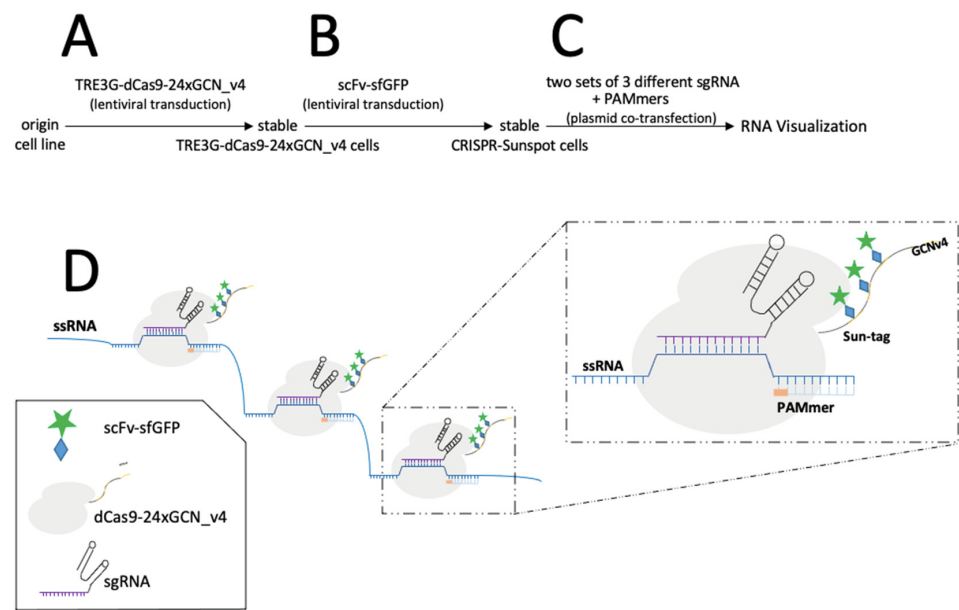 A
B
C
TRE3G-dCas9-24xGCN_v4
(lentiviral transduction)
scFv-sfGFP
(lentiviral transduction)
two sets of 3 different sgRNA
+ PAMmers
(plasmid co-transfection)
origin
cell line
stable
TRE3G-dCas9-24xGCN_v4 cells
stable
CRISPR-Sunspot cells
RNA Visualization
D
ssRNA
GCNv4
Sun-tag
ssRNA
PAMmer
scFv-sfGFP
dCas9-24xGCN_v4
sgRNA